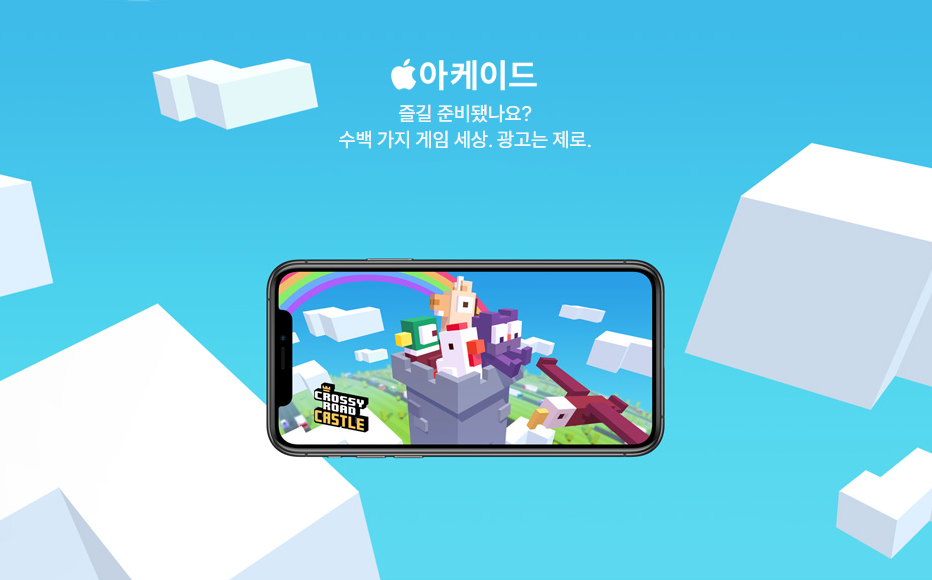 아케이드
즐길 준비됐나요?
수백 가지 게임 세상. 광고는 제로.
CROSSY
ROAD
CASTLE